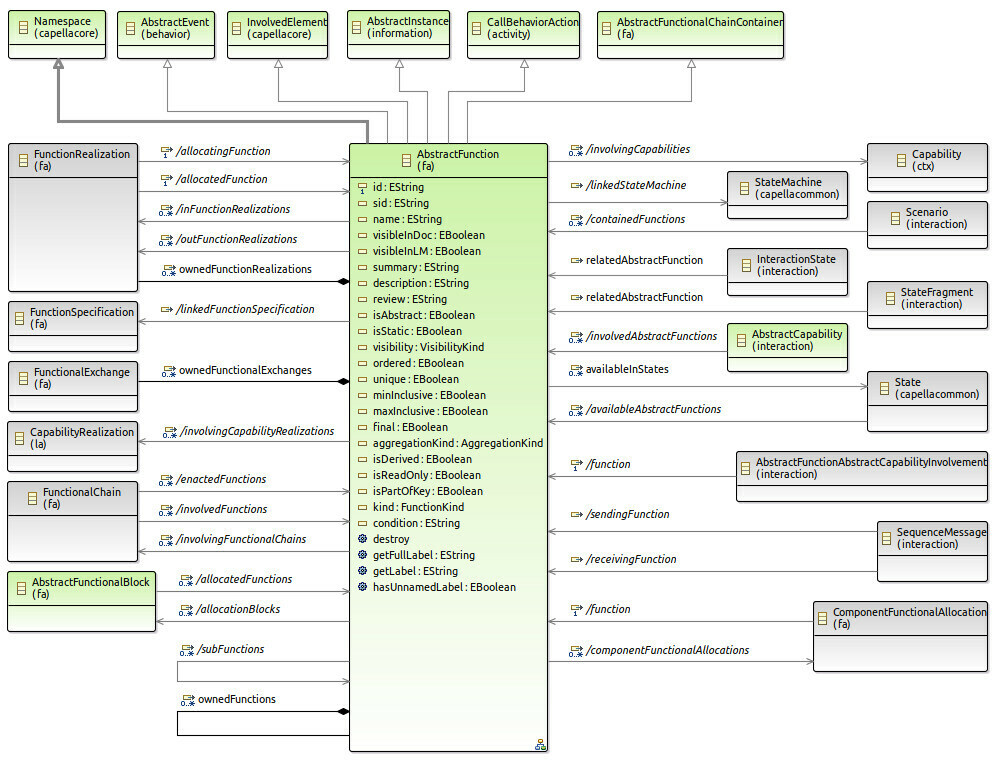 Namespace
(capellacore)
AbstractEvent
(behavior)
InvolvedElement
(capellacore)
AbstractInstance
(information)
CallBehaviorAction
(activity)
AbstractFunctionalChainContainer
(fa)
FunctionRealization
(fa)
1
/allocatingFunction
1
/allocatedFunction
0..*
/inFunctionRealizations
0..*
/outFunctionRealizations
0..*
ownedFunctionRealizations
FunctionSpecification
(fa)
/linkedFunctionSpecification
FunctionalExchange
(fa)
0..*
ownedFunctionalExchanges
CapabilityRealization
(la)
0..*
/involvingCapabilityRealizations
FunctionalChain
(fa)
0..*
/enactedFunctions
0..*
/involvedFunctions
0..*
/involvingFunctionalChains
AbstractFunctionalBlock
(fa)
0..*
/allocatedFunctions
0..*
/allocationBlocks
0..*
/subFunctions
0..*
ownedFunctions
AbstractFunction
(fa)
id : EString
sid : EString
name : EString
visibleInDoc : EBoolean
visibleInLM : EBoolean
summary : EString
description : EString
review : EString
isAbstract : EBoolean
isStatic : EBoolean
visibility : VisibilityKind
ordered : EBoolean
unique : EBoolean
minInclusive : EBoolean
maxInclusive : EBoolean
final : EBoolean
aggregationKind : AggregationKind
isDerived : EBoolean
isReadOnly : EBoolean
isPartOfKey : EBoolean
kind : FunctionKind
condition : EString
destroy
getFullLabel : EString
getLabel : EString
hasUnnamedLabel : EBoolean
0..*
/involvingCapabilities
Capability
(ctx)
/linkedStateMachine
StateMachine
(capellacommon)
0..*
/containedFunctions
Scenario
(interaction)
relatedAbstractFunction
InteractionState
(interaction)
relatedAbstractFunction
StateFragment
(interaction)
0..*
/involvedAbstractFunctions
AbstractCapability
(interaction)
0..*
availableInStates
State
(capellacommon)
0..*
/availableAbstractFunctions
1
/function
AbstractFunctionAbstractCapabilityInvolvement
(interaction)
/sendingFunction
SequenceMessage
(interaction)
/receivingFunction
1
/function
ComponentFunctionalAllocation
(fa)
0..*
/componentFunctionalAllocations